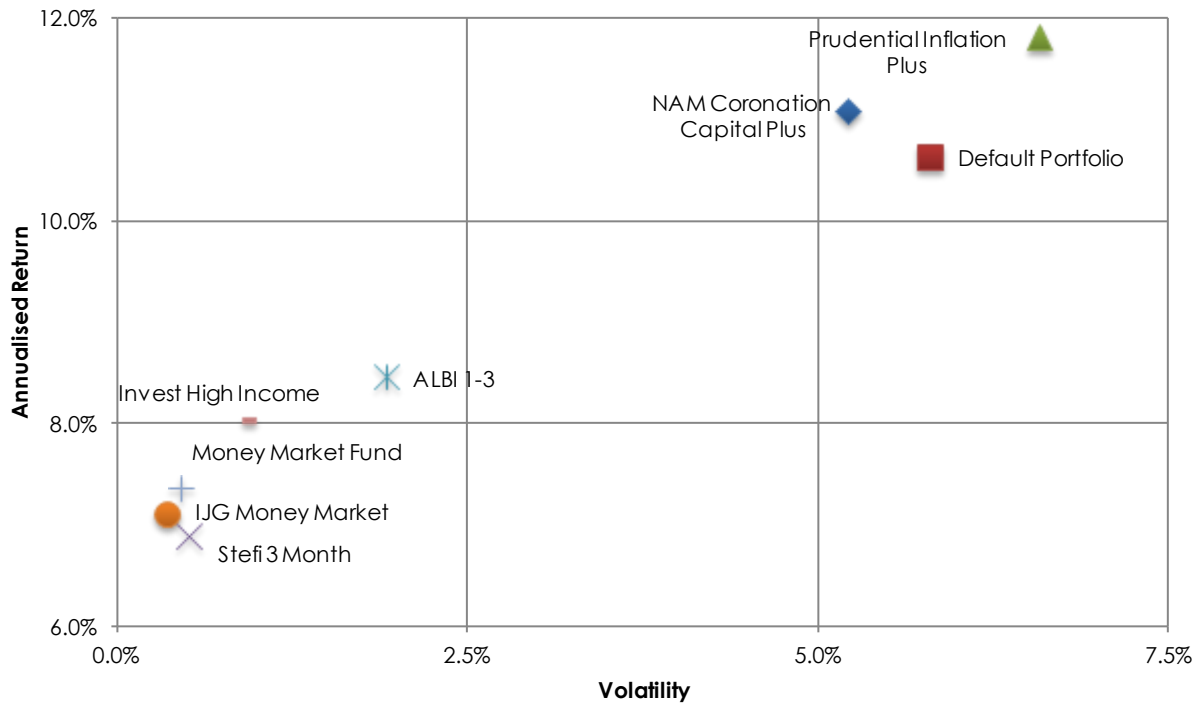 12.0%
Prudential Inflation
Plus
NAM Coronation
Capital Plus
Default Portfolio
10.0%
Annualised Return
ALBI 1-3
Invest High Income
8.0%
Money Market Fund
IJG Money Market
Stefi 3 Month
6.0%
0.0%
2.5%
5.0%
7.5%
Volatility